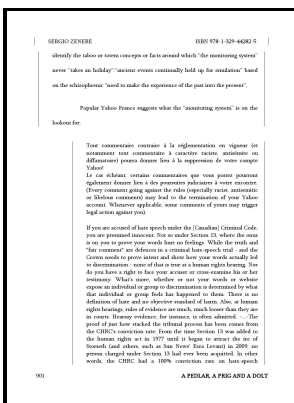 SERGIO ZENERE ISBN 978-1-329-44282-5
identify the taboo or totem concepts or facts around which "the monitoring system"
never "takes an holiday":"ancient events continually held up for emulation" based
on the schizophrenic "need to make the experience of the past into the present".
Popular Yahoo France suggests what the "monitoring system" is on the
lookout for:
Tout commentaire contraire à la réglementation en vigueur (et
notamment tout commentaire à caractère raciste, antisémite ou
diffamatoire) pourra donner lieu à la suppression de votre compte
Yahoo!
Le cas échéant, certains commentaires que vous postez pourront
également donner lieu à des poursuites judiciaires à votre encontre.
(Every comment going against the rules (especially racist, antisemitic
or libelous comments) may lead to the termination of your Yahoo
account. Whenever applicable, some comments of yours may trigger
legal action against you).
If you are accused of hate speech under the [Canadian] Criminal Code,
you are presumed innocent. Not so under Section 13, where the onus
is on you to prove your words hurt no feelings. While the truth and
"fair comment" are defences in a criminal hate-speech trial - and the
Crown needs to prove intent and show how your words actually led
to discrimination - none of that is true at a human rights hearing. Nor
do you have a right to face your accuser or cross-examine his or her
testimony. What's more, whether or not your words or website
expose an individual or group to discrimination is determined by what
that individual or group feels has happened to them. There is no
definition of hate and no objective standard of harm. Also, at human
rights hearings, rules of evidence are much, much looser than they are
in courts. Hearsay evidence, for instance, is often admitted. -...-The
proof of just how stacked the tribunal process has been comes from
the CHRC's conviction rate. From the time Section 13 was added to
the human rights act in 1977 until it began to attract the ire of
Steacy (and others, such as Sun News' Ezra Levant) in 2009, no
person charged under Section 13 had ever been acquitted. In other
words, the CHRC had a 100% conviction rate on hate-speech
901 A PEDLAR, A PRIG AND A DOLT